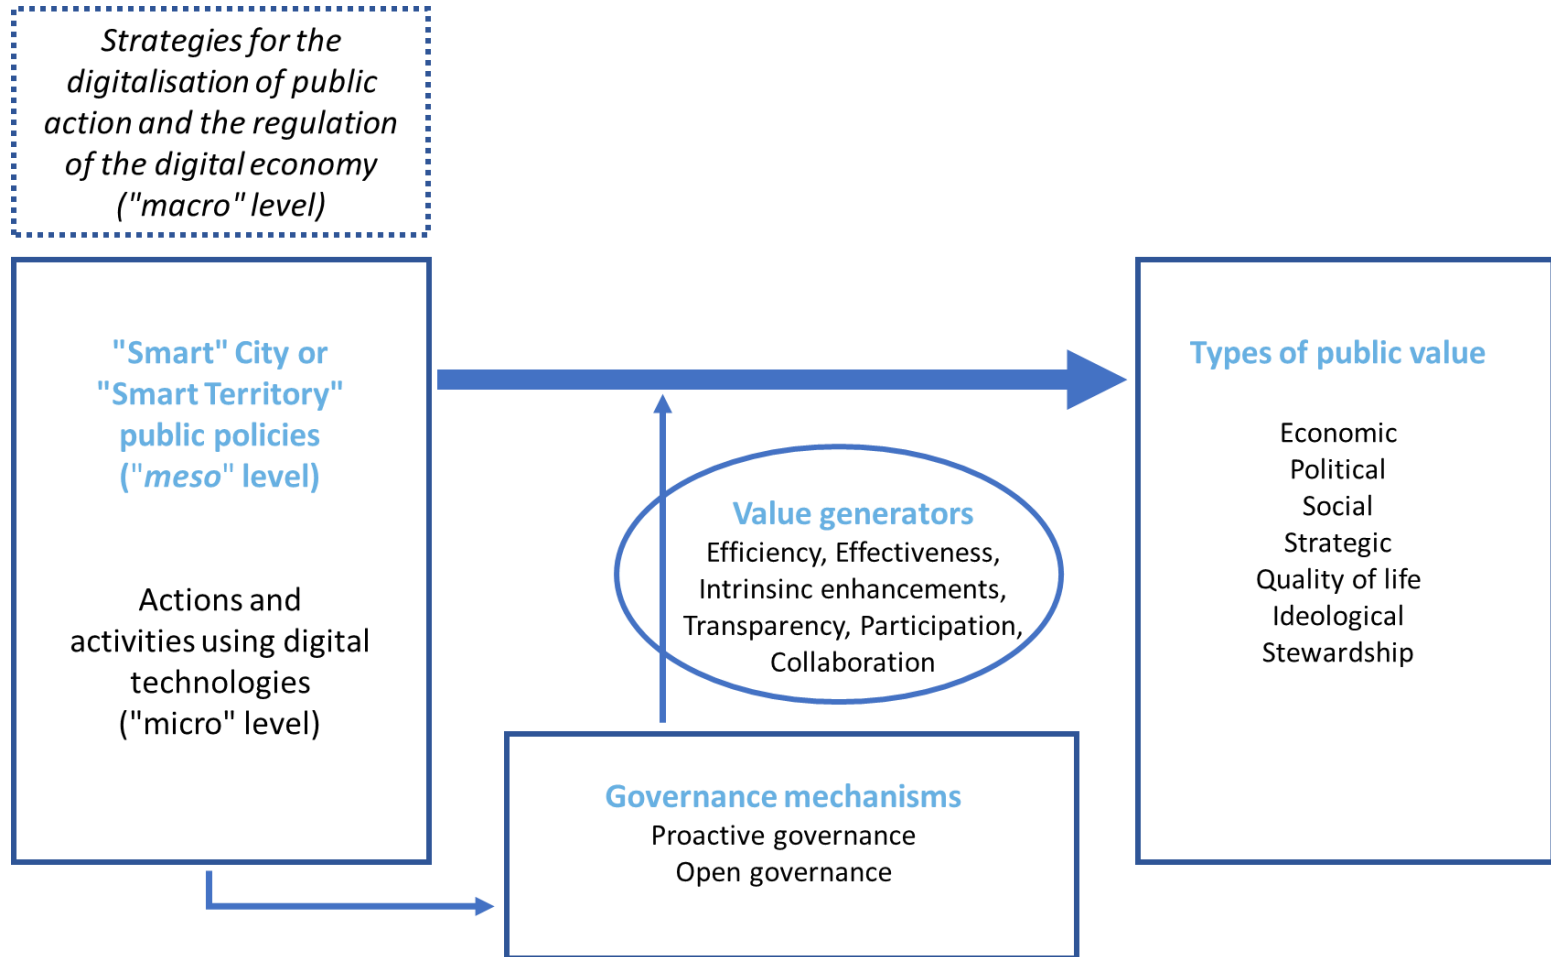 Strategies for the
digitalisation of public
action and the regulation
of the digital economy
("macro" level)
"Smart" City or
"Smart Territory"
public policies
("meso" level)
Actions and
activities using digital
technologies
("micro" level)
Value generators
Efficiency, Effectiveness,
Intrinsinc enhancements,
Transparency, Participation,
Collaboration
Governance mechanisms
Proactive governance
Open governance
Types of public value
Economic
Political
Social
Strategic
Quality of life
Ideological
Stewardship